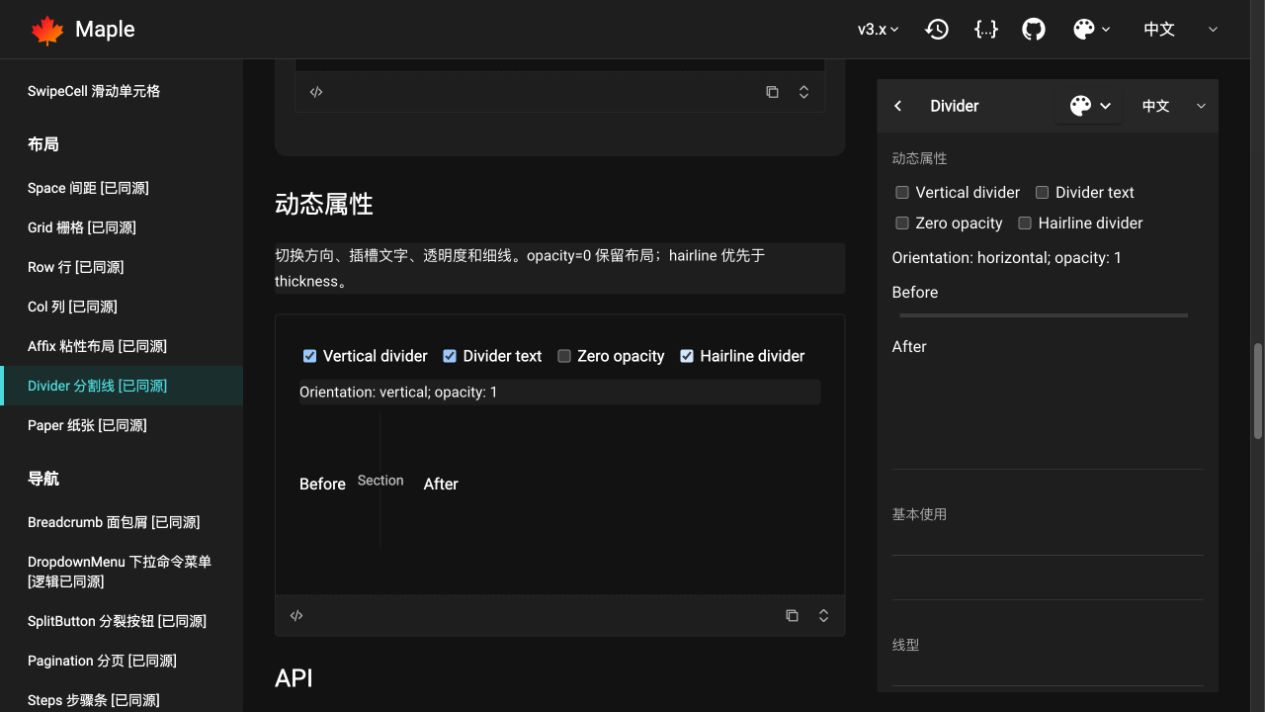 Maple
v3.x
{...}
中文
SwipeCell 滑动单元格
布局
Space 间距 [已同源]
Grid 栅格 [已同源]
Row 行 [已同源]
Col 列 [已同源]
Affix 粘性布局 [已同源]
Divider 分割线 [已同源]
Paper 纸张 [已同源]
导航
Breadcrumb 面包屑 [已同源]
DropdownMenu 下拉命令菜单
[逻辑已同源]
SplitButton 分裂按钮 [已同源]
Pagination 分页 [已同源]
Steps 步骤条 [已同源]
动态属性
切换方向、插槽文字、透明度和细线。opacity=0 保留布局；hairline 优先于
thickness。
Vertical divider Divider text Zero opacity Hairline divider
Orientation: vertical; opacity: 1
Before Section After
API
Divider
中文
动态属性
Vertical divider Divider text
Zero opacity Hairline divider
Orientation: horizontal; opacity: 1
Before
After
基本使用
线型